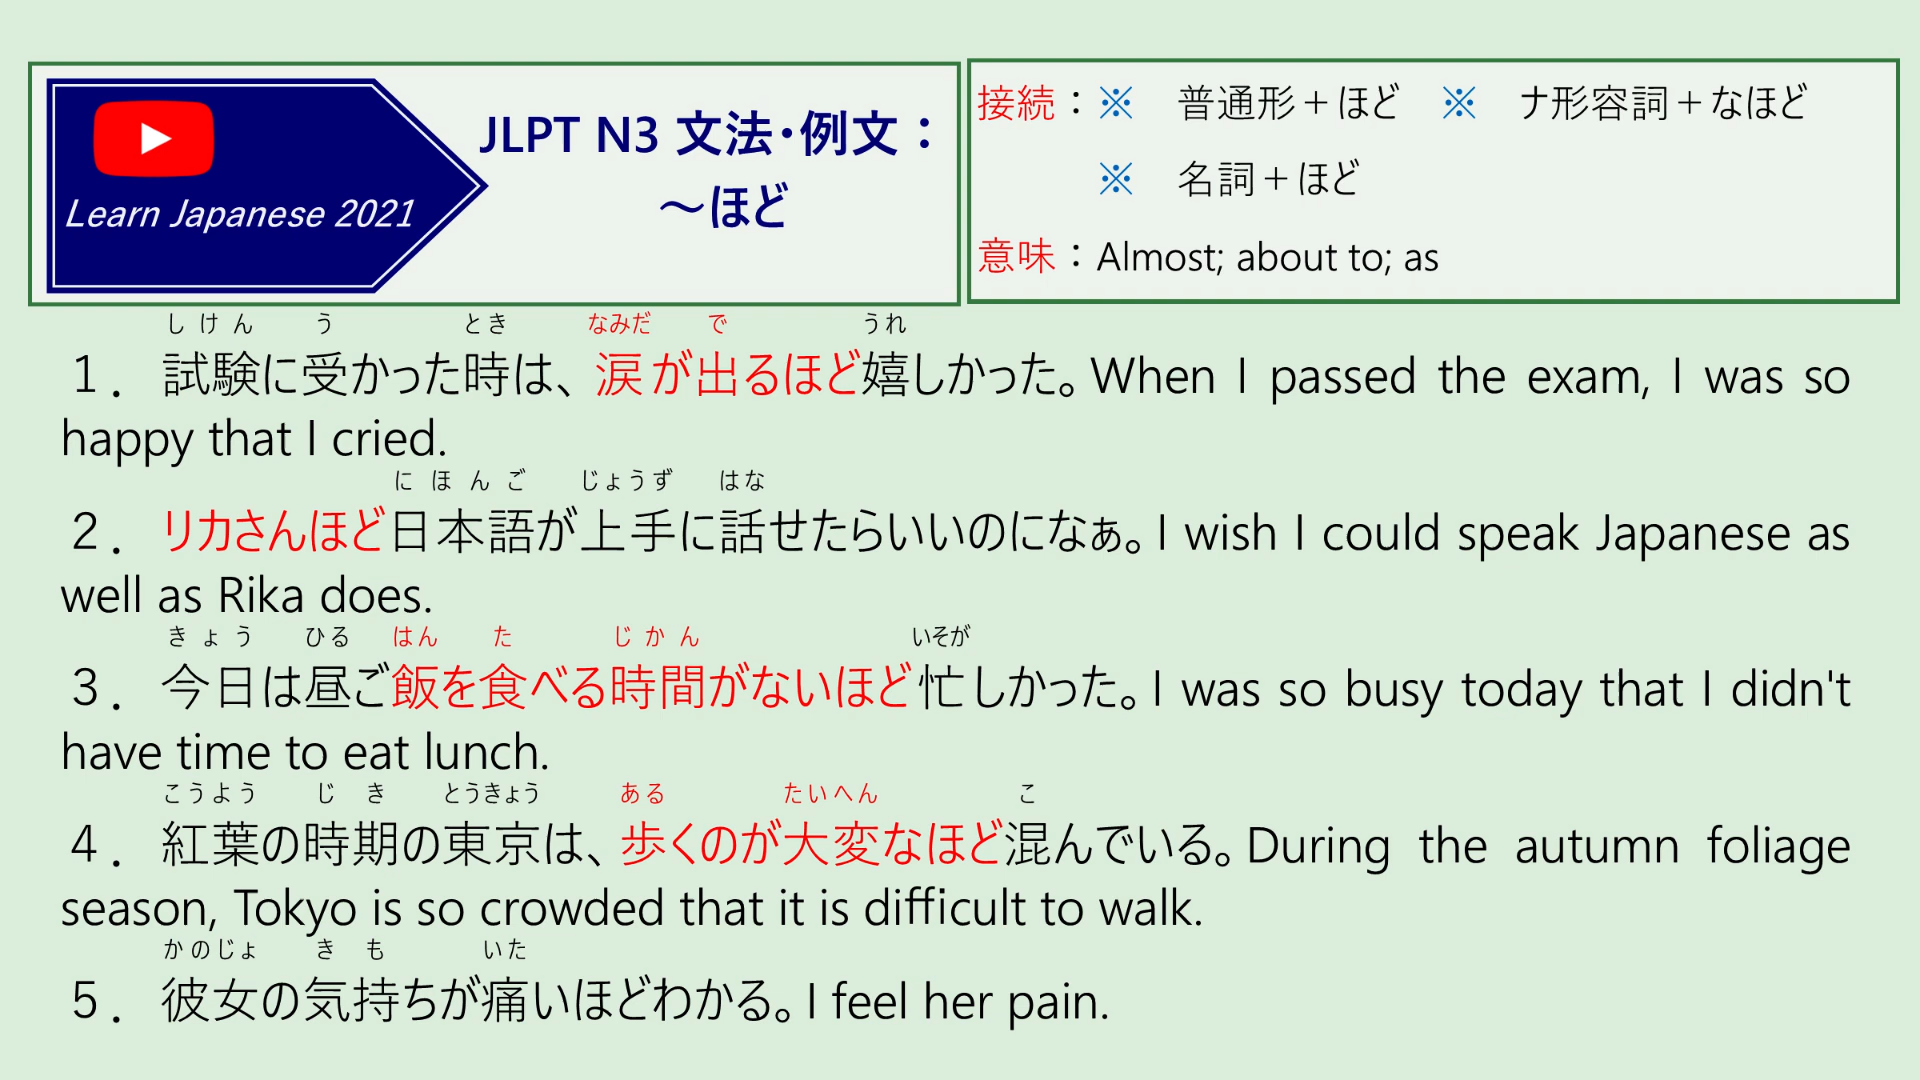 Learn Japanese 2021
JLPT N3 文法・例文：
～ほど
接続：※　普通形＋ほど　※　ナ形容詞＋なほど
※　名詞＋ほど
意味：Almost; about to; as
しけん う とき なみだ で うれ
１．試験に受かった時は、涙が出るほど嬉しかった。When I passed the exam, I was so
happy that I cried.
にほんご じょうず はな
２．リカさんほど日本語が上手に話せたらいいのになぁ。I wish I could speak Japanese as
well as Rika does.
きょう ひる はん た じかん いそが
３．今日は昼ご飯を食べる時間がないほど忙しかった。I was so busy today that I didn't
have time to eat lunch.
こうよう じき とうきょう ある たいへん こ
４．紅葉の時期の東京は、歩くのが大変なほど混んでいる。During the autumn foliage
season, Tokyo is so crowded that it is difficult to walk.
かのじょ きも いた
５．彼女の気持ちが痛いほどわかる。I feel her pain.